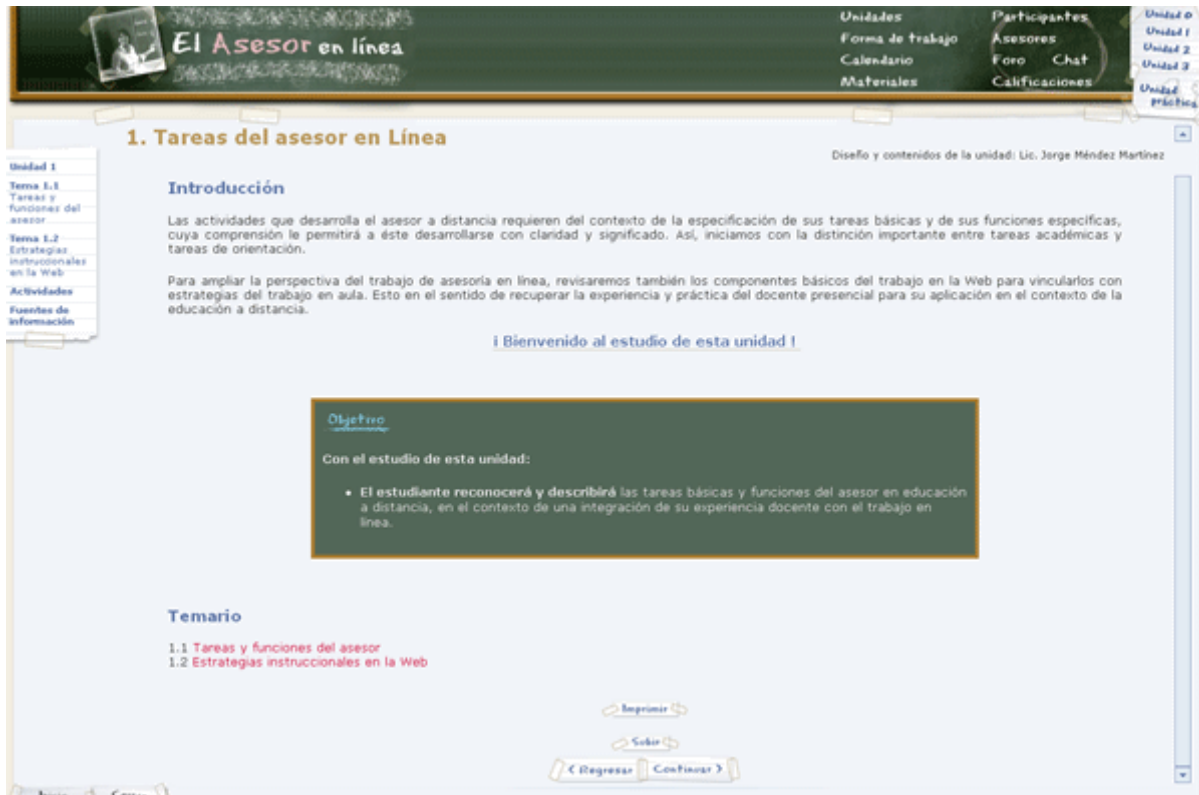 El Asesor en línea
Unidades
Forma de trabajo
Calendario
Materiales
Participantes
Asesores
Foro Chat
Calificaciones
Unidad 0
Unidad 1
Unidad 2
Unidad 3
Unidad
práctica
1. Tareas del asesor en Línea
Diseño y contenidos de la unidad: Lic. Jorge Méndez Martínez
Unidad 1
Tema 1.1
Tareas y
funciones del
asesor
Tema 1.2
Estrategias
instruccionales
en la Web
Actividades
Fuentes de
información
Introducción
Las actividades que desarrolla el asesor a distancia requieren del contexto de la especificación de sus tareas básicas y de sus funciones específicas,
cuya comprensión le permitirá a éste desarrollarse con claridad y significado. Así, iniciamos con la distinción importante entre tareas académicas y
tareas de orientación.
Para ampliar la perspectiva del trabajo de asesoría en línea, revisaremos también los componentes básicos del trabajo en la Web para vincularlos con
estrategias del trabajo en aula. Esto en el sentido de recuperar la experiencia y práctica del docente presencial para su aplicación en el contexto de la
educación a distancia.
¡ Bienvenido al estudio de esta unidad !
Objetivo
Con el estudio de esta unidad:
• El estudiante reconocerá y describirá las tareas básicas y funciones del asesor en educación
a distancia, en el contexto de una integración de su experiencia docente con el trabajo en
línea.
Temario
1.1 Tareas y funciones del asesor
1.2 Estrategias instruccionales en la Web
Imprimir
Subir
< Regresar Continuar >